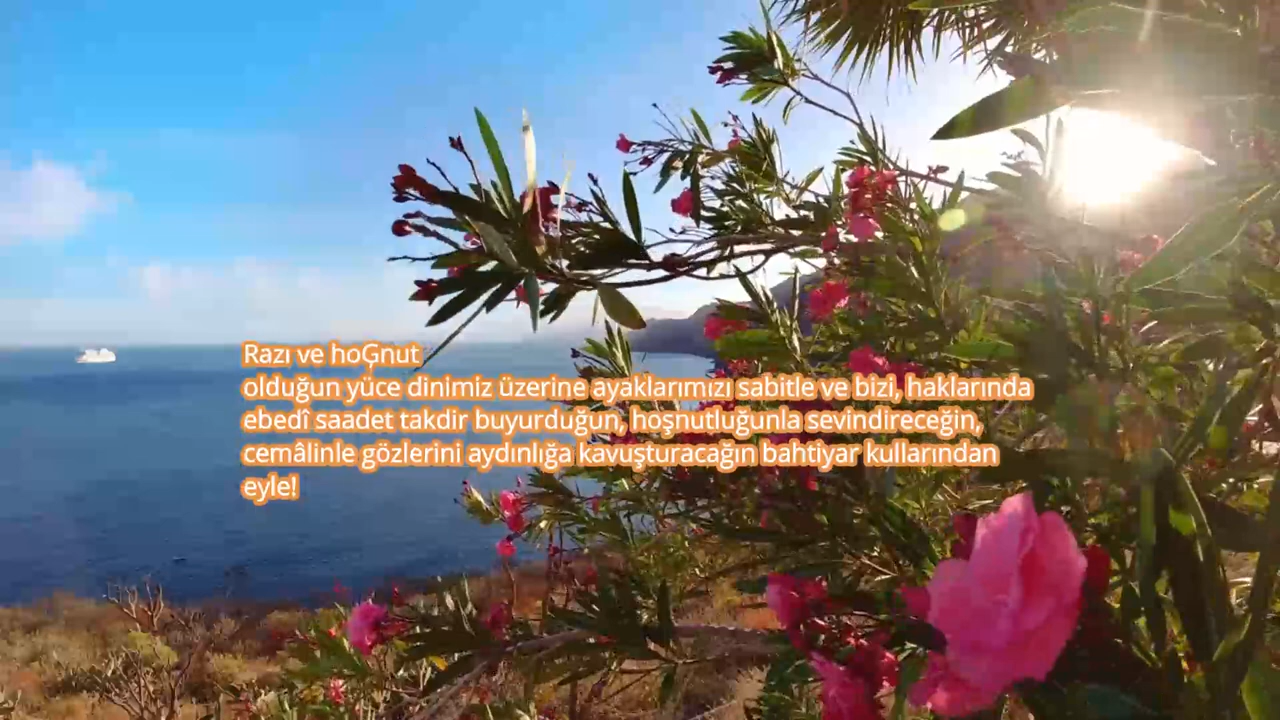 Razı ve hoĢnut
olduğun yüce dinimiz üzerine ayaklarımızı sabitle ve bizi, haklarında
ebedî saadet takdir buyurduğun, hoşnutluğunla sevindireceğin,
cemâlinle gözlerini aydınlığa kavuşturacağın bahtiyar kullarından
eyle!